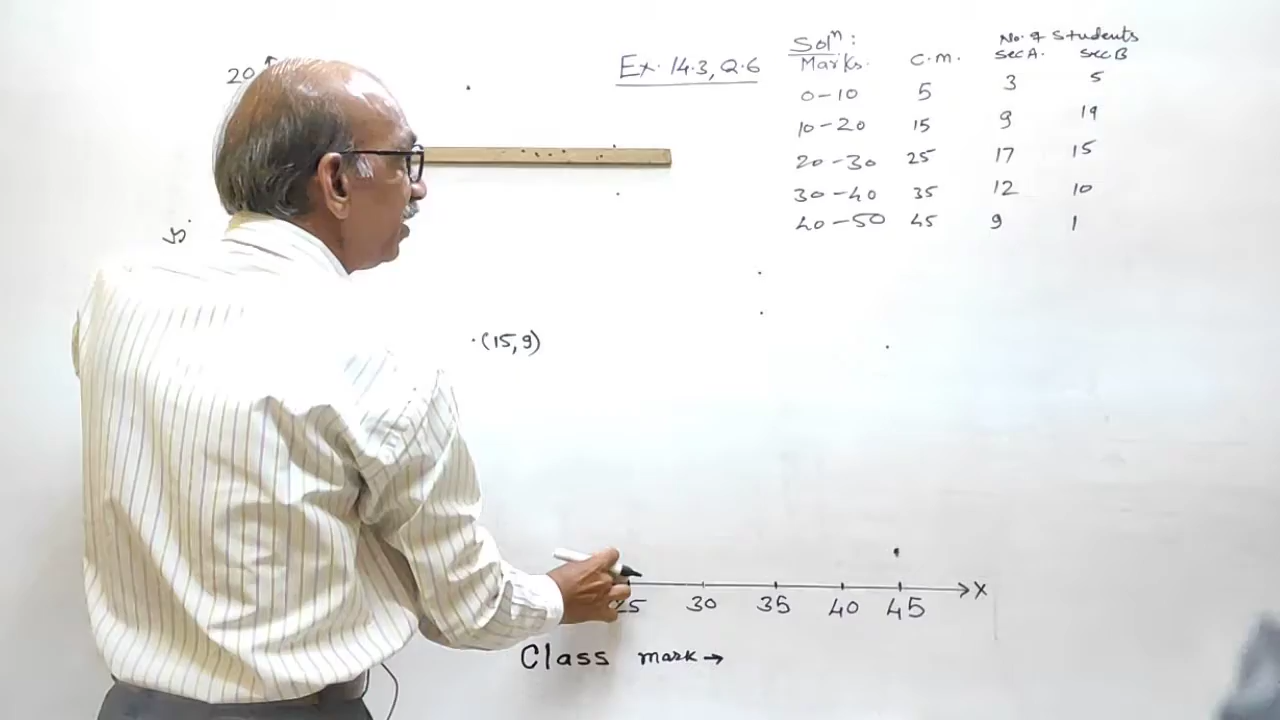 20
Ex. 14.3, Q.6
Solⁿ:
No. of Students
Marks. C.M. sec A. sec B
0-10 5 3 5
10-20 15 9 19
20-30 25 17 15
30-40 35 12 10
40-50 45 9 1
(15, 9)
25 30 35 40 45 X
Class mark →